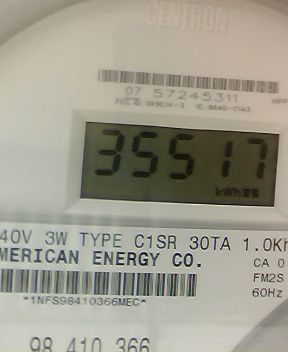 CENTRON®
07 57245311
35517
kWh
40V 3W TYPE C1SR 30TA 1.0Kh
MERICAN ENERGY CO.
CA 0
FM2S
60Hz
*1NFS98410366MEC*
98 410 366